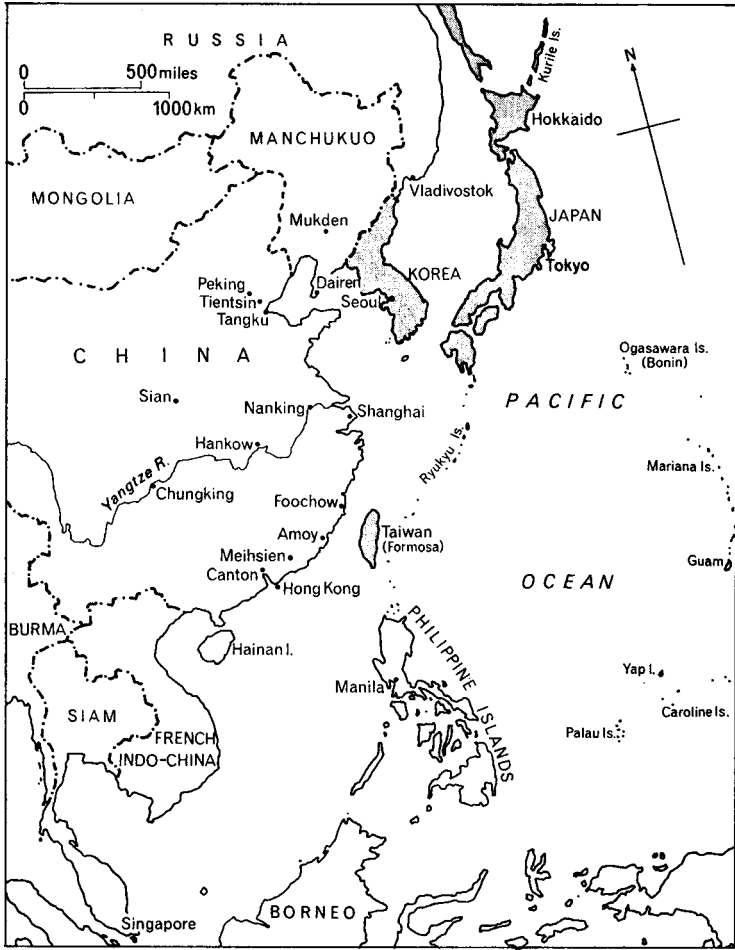 RUSSIA
0 500 miles
0 1000 km
Kurile Is.
N
Hokkaido
MANCHUKUO
MONGOLIA
Vladivostok
JAPAN
Mukden
Tokyo
KOREA
Dairen
Peking
Tientsin
Seoul
Tangku
Ogasawara Is.
(Bonin)
CHINA
Sian
Nanking
Shanghai
PACIFIC
Hankow
Ryukyu Is.
Mariana Is.
Yangtze R.
Chungking
Foochow
Amoy
Taiwan
(Formosa)
Meihsien
Canton
Hong Kong
Guam
OCEAN
BURMA
Hainan I.
PHILIPPINE ISLANDS
Yap I.
Manila
Caroline Is.
SIAM
Palau Is.
FRENCH
INDO-CHINA
BORNEO
Singapore